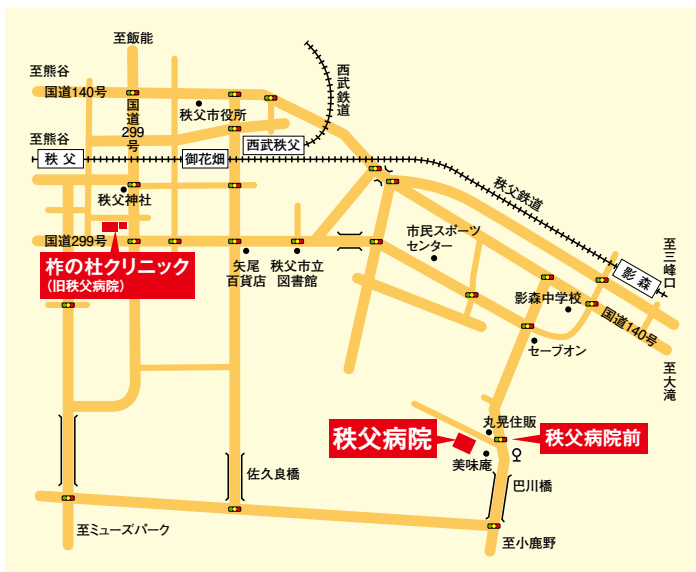 至飯能
至熊谷
国道140号
国道299号
秩父市役所
西武鉄道
至熊谷
秩父
御花畑
西武秩父
秩父鉄道
秩父神社
国道299号
柞の杜クリニック
(旧秩父病院)
矢尾
百貨店
秩父市立
図書館
市民スポーツ
センター
至三峰口
影森
影森中学校
国道140号
セーブオン
至大滝
丸晃住販
秩父病院
秩父病院前
美味庵
佐久良橋
巴川橋
至ミューズパーク
至小鹿野